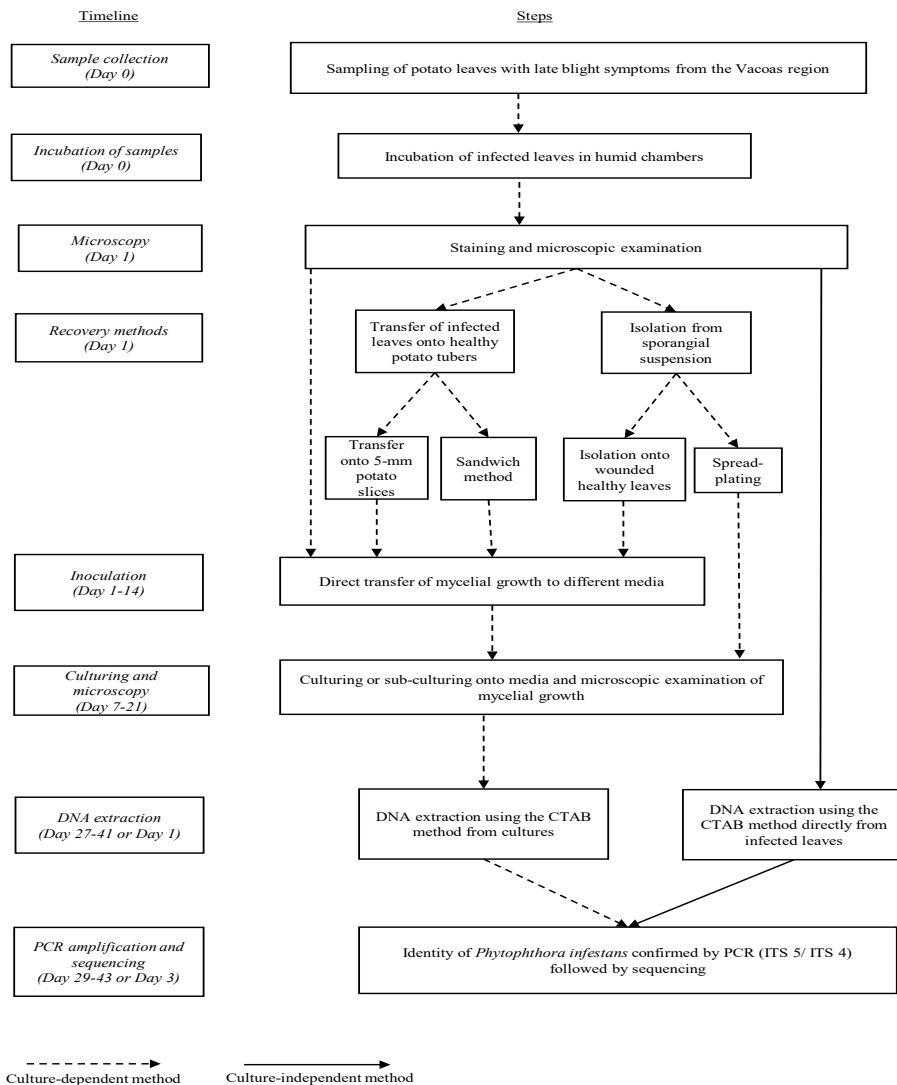 Timeline
Steps
Sample collection
(Day 0)
Sampling of potato leaves with late blight symptoms from the Vacoas region
Incubation of samples
(Day 0)
Incubation of infected leaves in humid chambers
Microscopy
(Day 1)
Staining and microscopic examination
Recovery methods
(Day 1)
Transfer of infected
leaves onto healthy
potato tubers
Isolation from
sporangial
suspension
Transfer
onto 5-mm
potato
slices
Sandwich
method
Isolation onto
wounded
healthy leaves
Spread-
plating
Inoculation
(Day 1-14)
Direct transfer of mycelial growth to different media
Culturing and
microscopy
(Day 7-21)
Culturing or sub-culturing onto media and microscopic examination of
mycelial growth
DNA extraction
(Day 27-41 or Day 1)
DNA extraction using the CTAB
method from cultures
DNA extraction using the
CTAB method directly from
infected leaves
PCR amplification and
sequencing
(Day 29-43 or Day 3)
Identity of Phytophthora infestans confirmed by PCR (ITS 5/ ITS 4)
followed by sequencing
Culture-dependent method
Culture-independent method